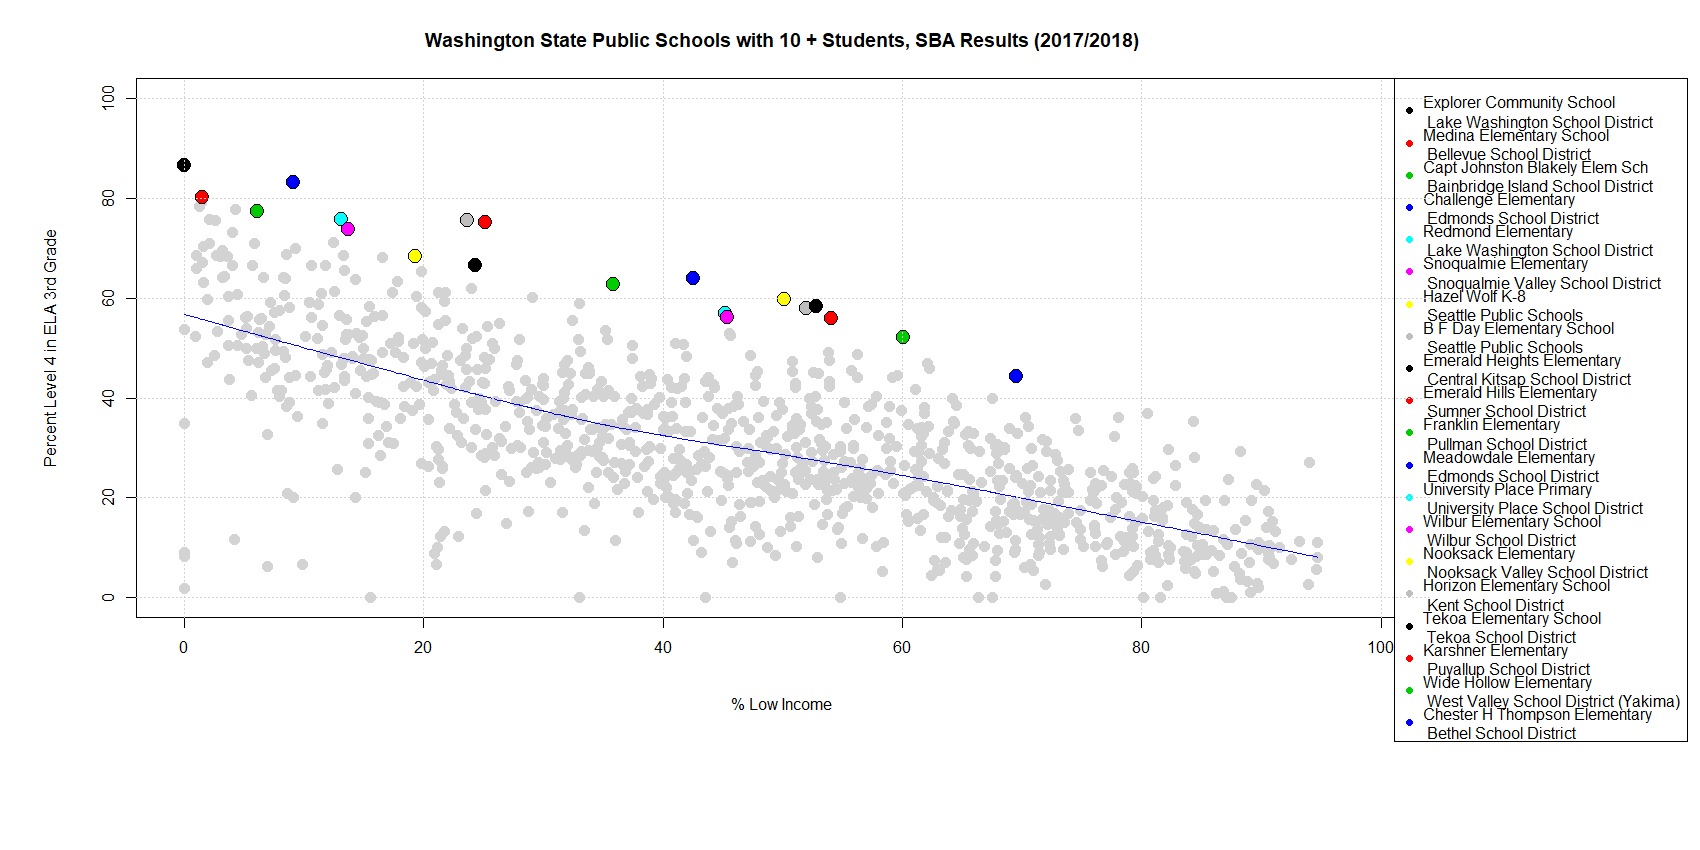 Washington State Public Schools with 10 + Students, SBA Results (2017/2018)
Percent Level 4 in ELA 3rd Grade
100
80
60
40
20
0
0
20
40
60
80
100
% Low Income
Explorer Community School
Lake Washington School District
Medina Elementary School
Bellevue School District
Capt Johnston Blakely Elem Sch
Bainbridge Island School District
Challenge Elementary
Edmonds School District
Redmond Elementary
Lake Washington School District
Snoqualmie Elementary
Snoqualmie Valley School District
Hazel Wolf K-8
Seattle Public Schools
B F Day Elementary School
Seattle Public Schools
Emerald Heights Elementary
Central Kitsap School District
Emerald Hills Elementary
Sumner School District
Franklin Elementary
Pullman School District
Meadowdale Elementary
Edmonds School District
University Place Primary
University Place School District
Wilbur Elementary School
Wilbur School District
Nooksack Elementary
Nooksack Valley School District
Horizon Elementary School
Kent School District
Tekoa Elementary School
Tekoa School District
Karshner Elementary
Puyallup School District
Wide Hollow Elementary
West Valley School District (Yakima)
Chester H Thompson Elementary
Bethel School District